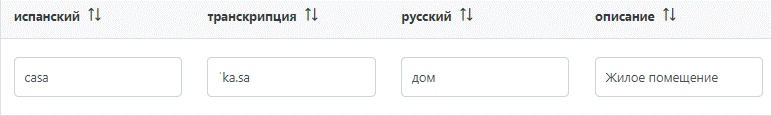 испанский транскрипция русский описание
casa ˈka.sa дом Жилое помещение